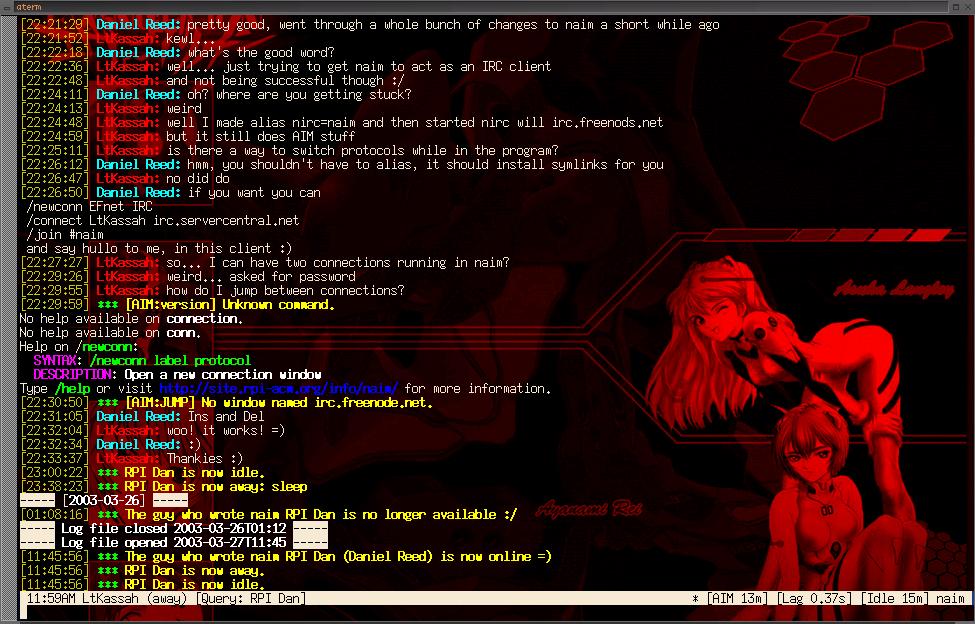 aterm
[22:21:29] Daniel Reed: pretty good, went through a whole bunch of changes to naim a short while ago
[22:21:52] LtKassah: kewl...
[22:22:18] Daniel Reed: what's the good word?
[22:22:36] LtKassah: well... just trying to get naim to act as an IRC client
[22:22:48] LtKassah: and not being successful though :/
[22:24:11] Daniel Reed: oh? where are you getting stuck?
[22:24:13] LtKassah: weird
[22:24:48] LtKassah: well I made alias nirc=naim and then started nirc will irc.freenods.net
[22:24:59] LtKassah: but it still does AIM stuff
[22:25:11] LtKassah: is there a way to switch protocols while in the program?
[22:26:12] Daniel Reed: hmm, you shouldn't have to alias, it should install symlinks for you
[22:26:47] LtKassah: no did do
[22:26:50] Daniel Reed: if you want you can
/newconn EFnet IRC
/connect LtKassah irc.servercentral.net
/join #naim
and say hullo to me, in this client :)
[22:27:27] LtKassah: so... I can have two connections running in naim?
[22:29:26] LtKassah: weird... asked for password
[22:29:55] LtKassah: how do I jump between connections?
[22:29:59] *** [AIM:version] Unknown command.
No help available on connection.
No help available on conn.
Help on /newconn:
SYNTAX: /newconn label protocol
DESCRIPTION: Open a new connection window
Type /help or visit http://site.rpi-acm.org/info/naim/ for more information.
[22:30:50] *** [AIM:JUMP] No window named irc.freenode.net.
[22:31:05] Daniel Reed: Ins and Del
[22:32:04] LtKassah: woo! it works! =)
[22:32:34] Daniel Reed: :)
[22:33:37] LtKassah: Thankies :)
[23:00:22] *** RPI Dan is now idle.
[23:38:23] *** RPI Dan is now away: sleep
----- [2003-03-26] -----
[01:08:16] *** The guy who wrote naim RPI Dan is no longer available :/
----- Log file closed 2003-03-26T01:12 -----
----- Log file opened 2003-03-27T11:45 -----
[11:45:56] *** The guy who wrote naim RPI Dan (Daniel Reed) is now online =)
[11:45:56] *** RPI Dan is now away.
[11:45:56] *** RPI Dan is now idle.
11:59AM LtKassah (away) [Query: RPI Dan] * [AIM 13m] [Lag 0.37s] [Idle 15m] naim
Asuka Langley
Ayanami Rei
00